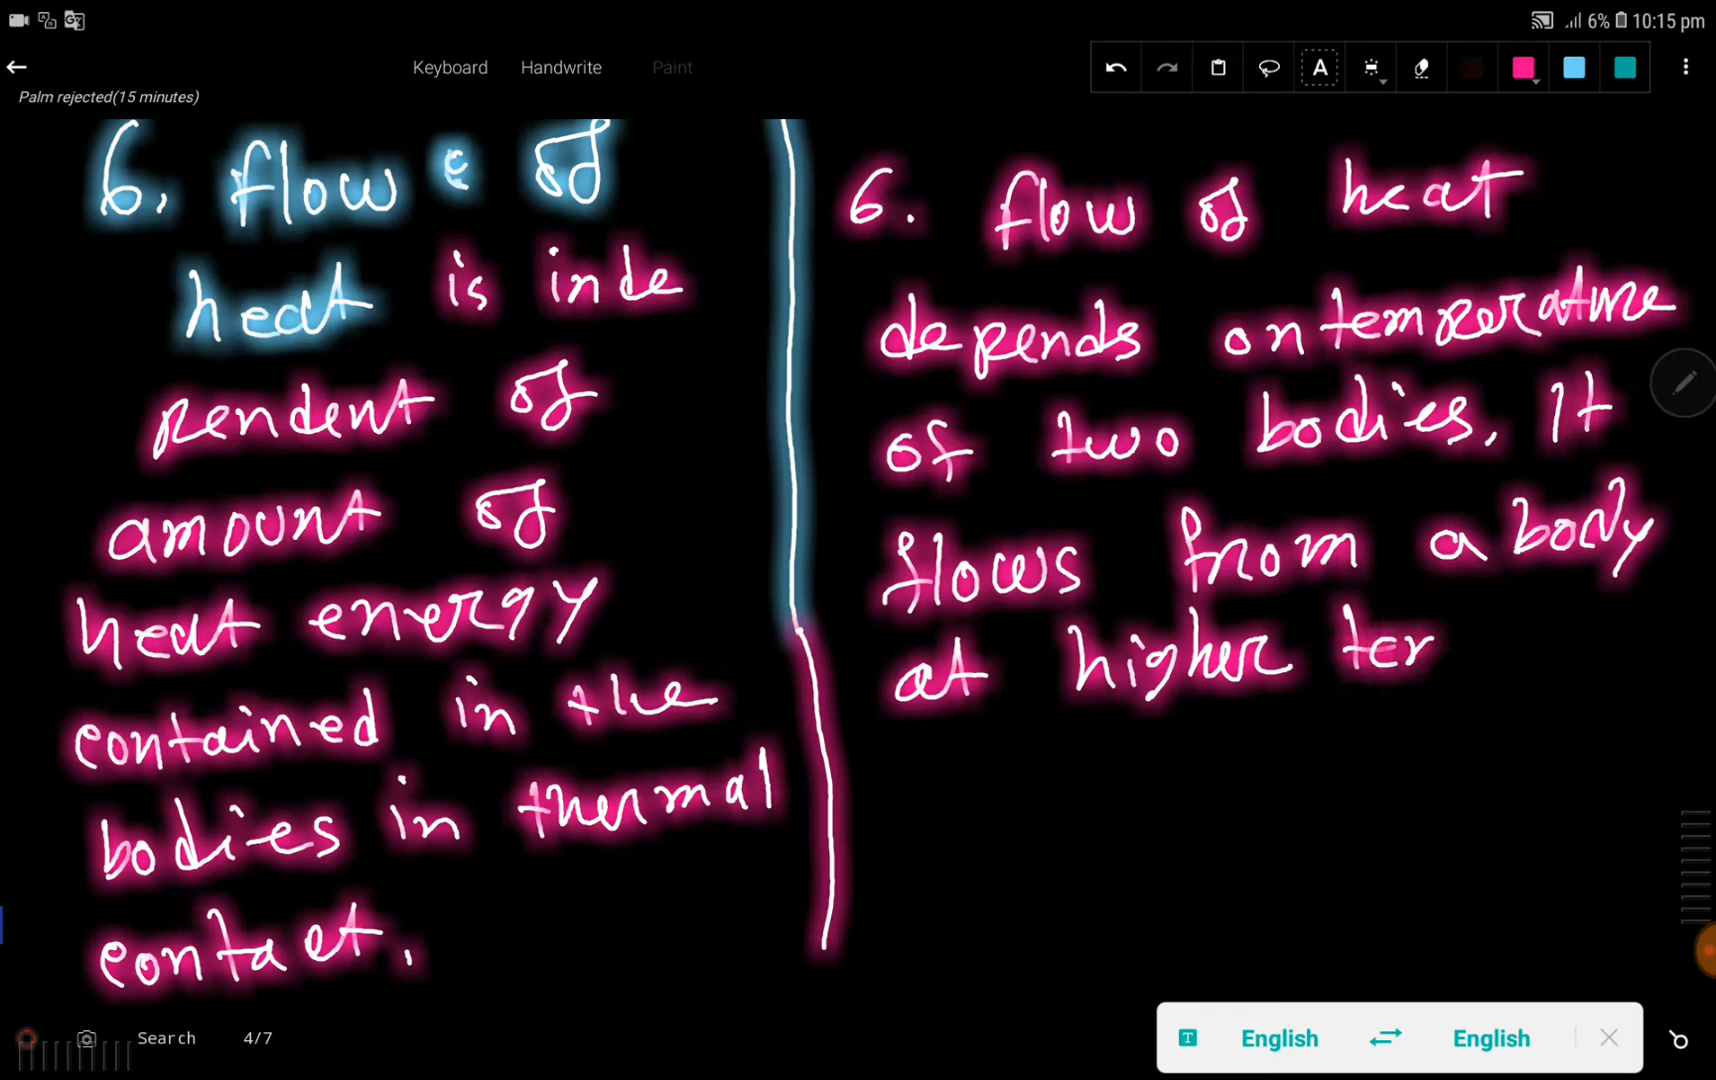 6% 10:15 pm
Keyboard Handwrite Paint
A
Palm rejected(15 minutes)
6. flow e of
heat is inde
pendent of
amount of
heat energy
contained in the
bodies in thermal
contact.
6. flow of heat
depends on temperature
of two bodies. It
flows from a body
at higher ter
Search 4/7
T English English